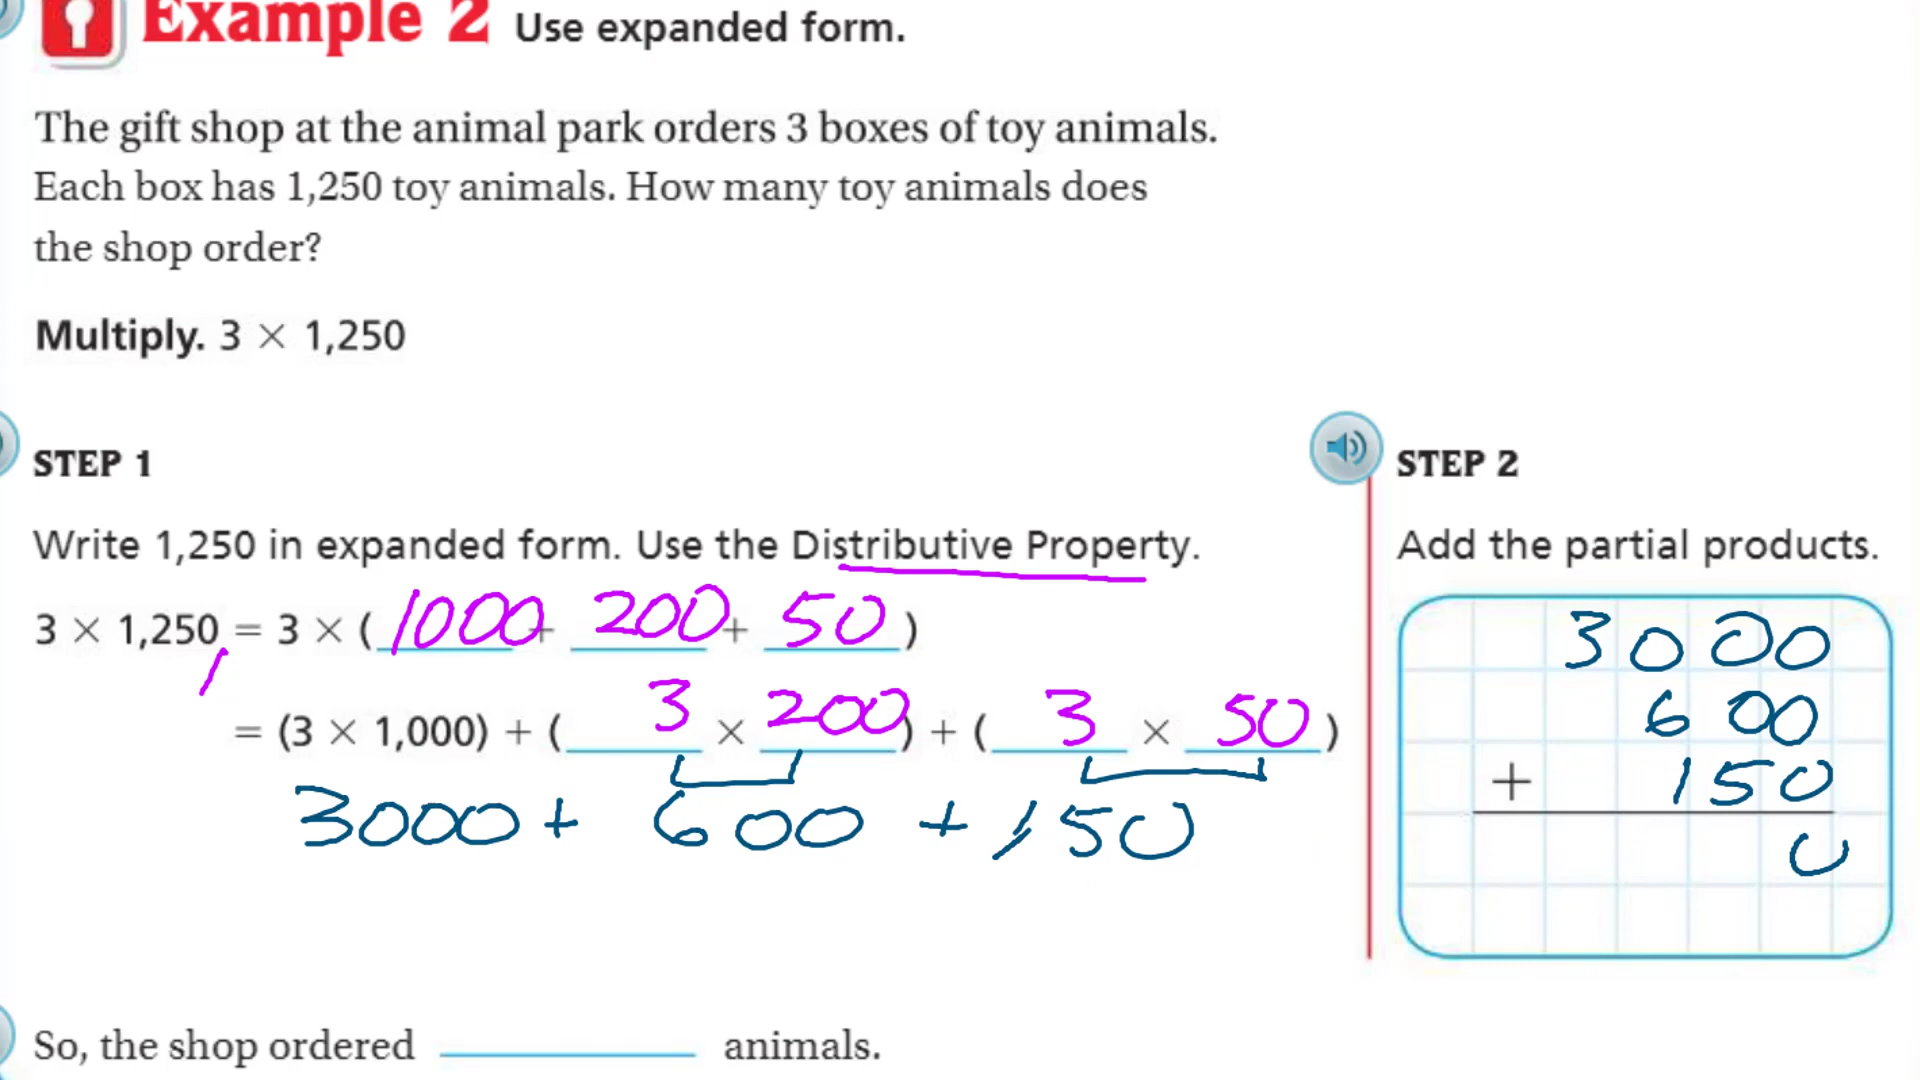 Example 2 Use expanded form.
The gift shop at the animal park orders 3 boxes of toy animals.
Each box has 1,250 toy animals. How many toy animals does
the shop order?
Multiply. 3 × 1,250
STEP 1
Write 1,250 in expanded form. Use the Distributive Property.
3 × 1,250 = 3 × ( 1000 + 200 + 50 )
= (3 × 1,000) + ( 3 × 200 ) + ( 3 × 50 )
3000 + 600 + 150
STEP 2
Add the partial products.
3000
600
+ 150
0
So, the shop ordered ________ animals.